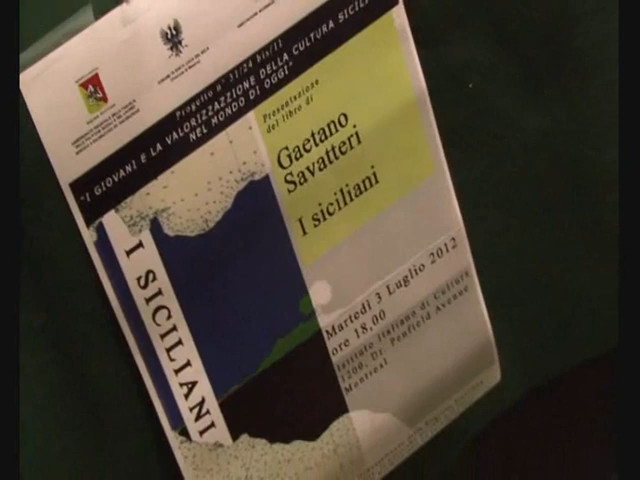 Progetto n° 31/24 bis/11
"I GIOVANI E LA VALORIZZAZIONE DELLA CULTURA SICILI
NEL MONDO DI OGGI"
Presentazione
del libro di
Gaetano
Savatteri
I siciliani
I SICILIANI
Martedì 3 Luglio 2012
ore 18,00
Istituto Italiano di Cultura
1200, Dr. Penfield Avenue
Montreal